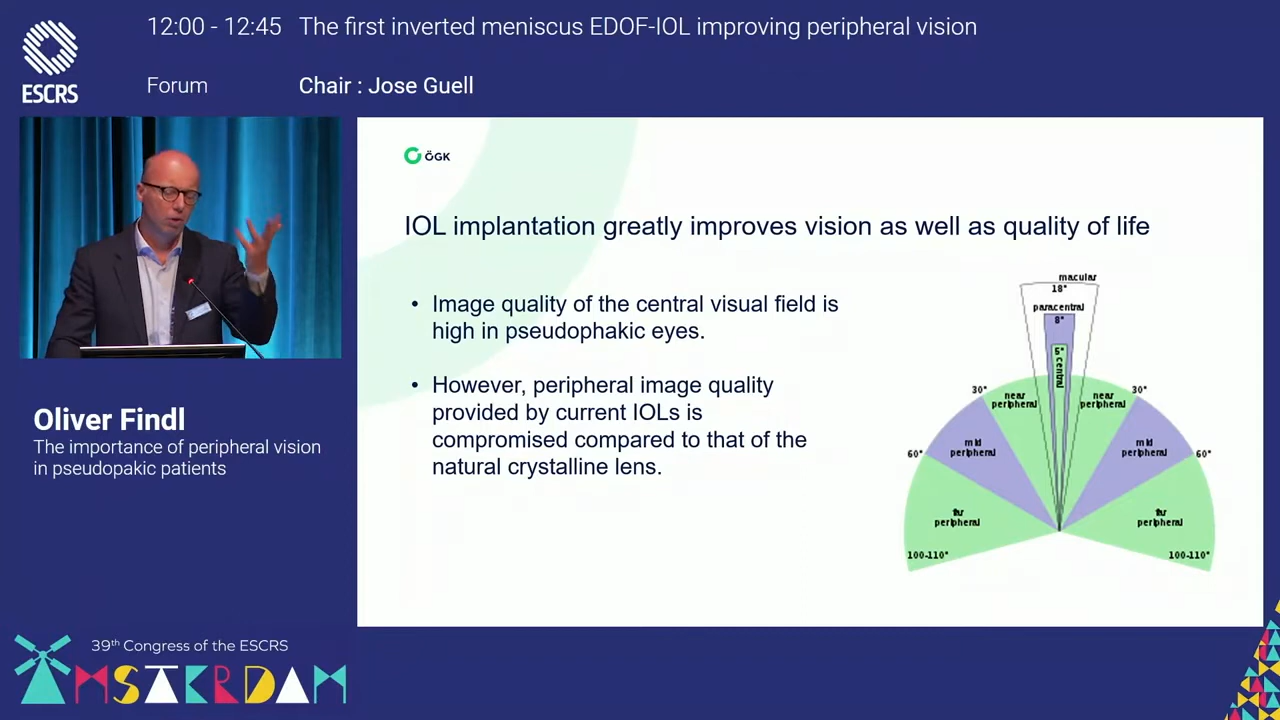 12:00 - 12:45 The first inverted meniscus EDOF-IOL improving peripheral vision
ESCRS
Forum
Chair : Jose Guell
ÖGK
IOL implantation greatly improves vision as well as quality of life
• Image quality of the central visual field is
high in pseudophakic eyes.
• However, peripheral image quality
provided by current IOLs is
compromised compared to that of the
natural crystalline lens.
macular
18°
paracentral
8°
5°
central
30°
near
peripheral
near
peripheral
30°
60°
mid
peripheral
mid
peripheral
60°
far
peripheral
far
peripheral
100-110°
100-110°
Oliver Findl
The importance of peripheral vision
in pseudopakic patients
39th Congress of the ESCRS
AMSTERDAM